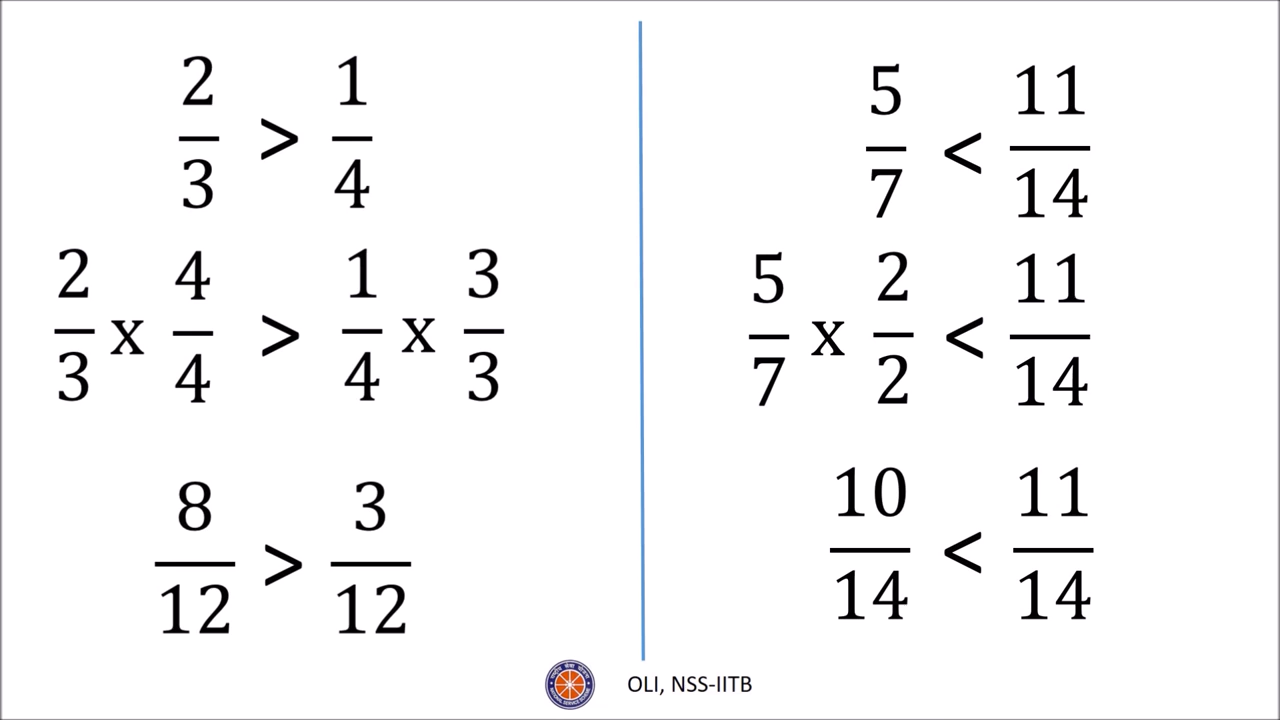 2/3 > 1/4
2/3 x 4/4 > 1/4 x 3/3
8/12 > 3/12
5/7 < 11/14
5/7 x 2/2 < 11/14
10/14 < 11/14
OLI, NSS-IITB